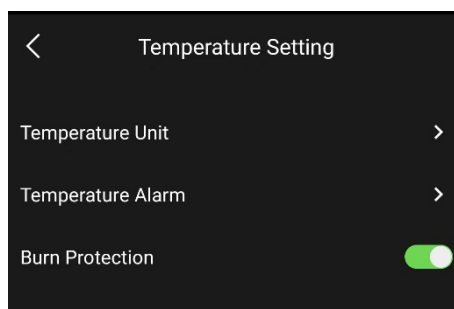 Temperature Setting
Temperature Unit
Temperature Alarm
Burn Protection